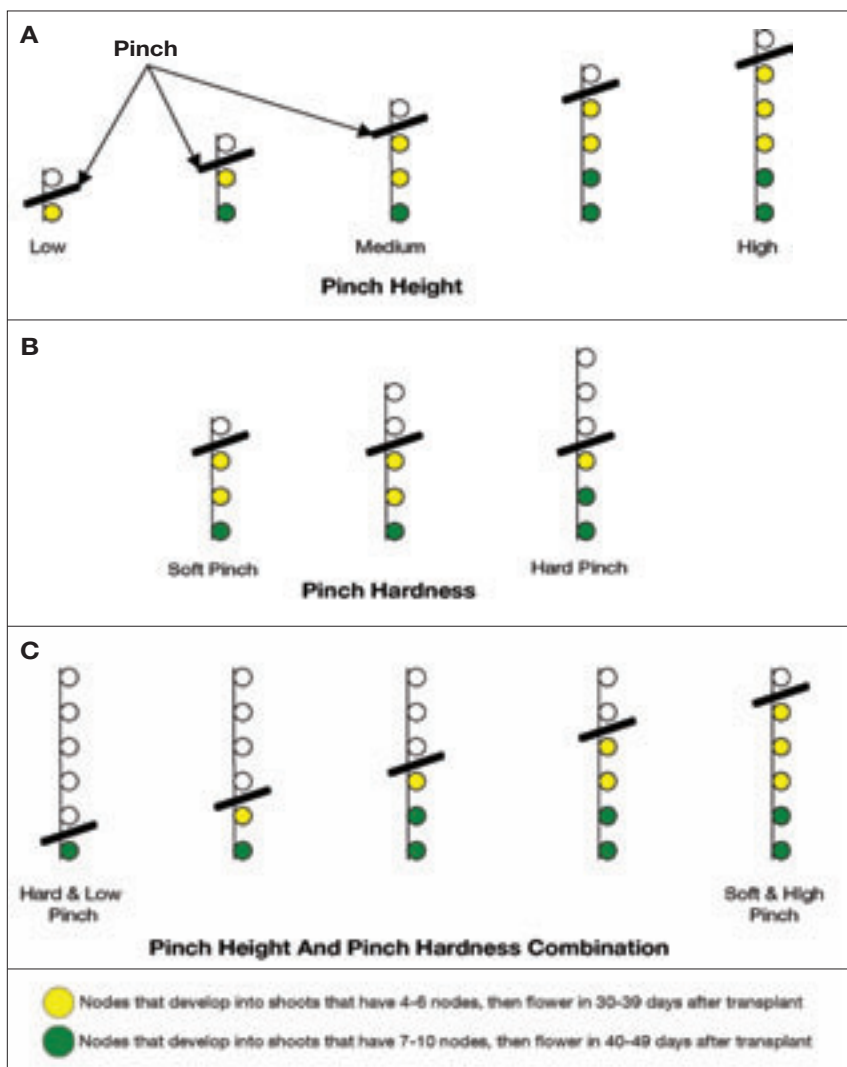 A
Pinch
Low
Medium
High
Pinch Height
B
Soft Pinch
Hard Pinch
Pinch Hardness
C
Hard & Low
Pinch
Soft & High
Pinch
Pinch Height And Pinch Hardness Combination
Nodes that develop into shoots that have 4-6 nodes, then flower in 30-39 days after transplant
Nodes that develop into shoots that have 7-10 nodes, then flower in 40-49 days after transplant